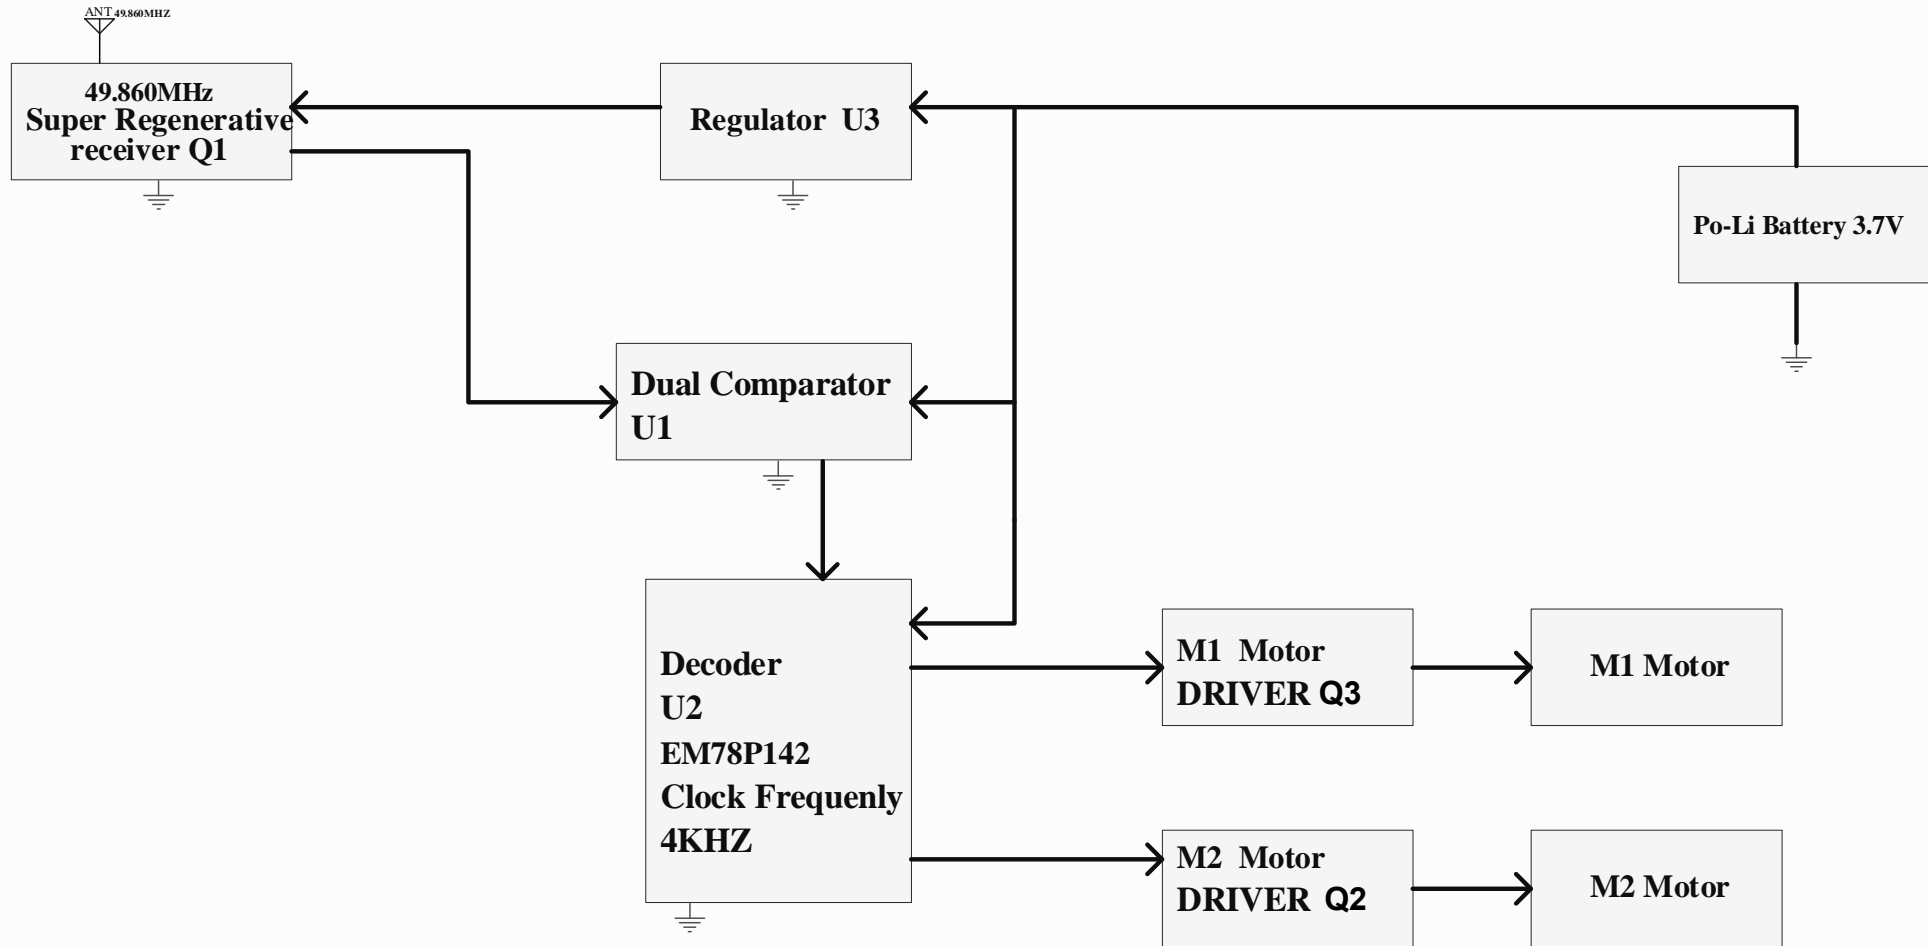 ANT 49.860MHZ
49.860MHz
Super Regenerative
receiver Q1
Regulator U3
Po-Li Battery 3.7V
Dual Comparator
U1
Decoder
U2
EM78P142
Clock Frequenly
4KHZ
M1 Motor
DRIVER Q3
M1 Motor
M2 Motor
DRIVER Q2
M2 Motor